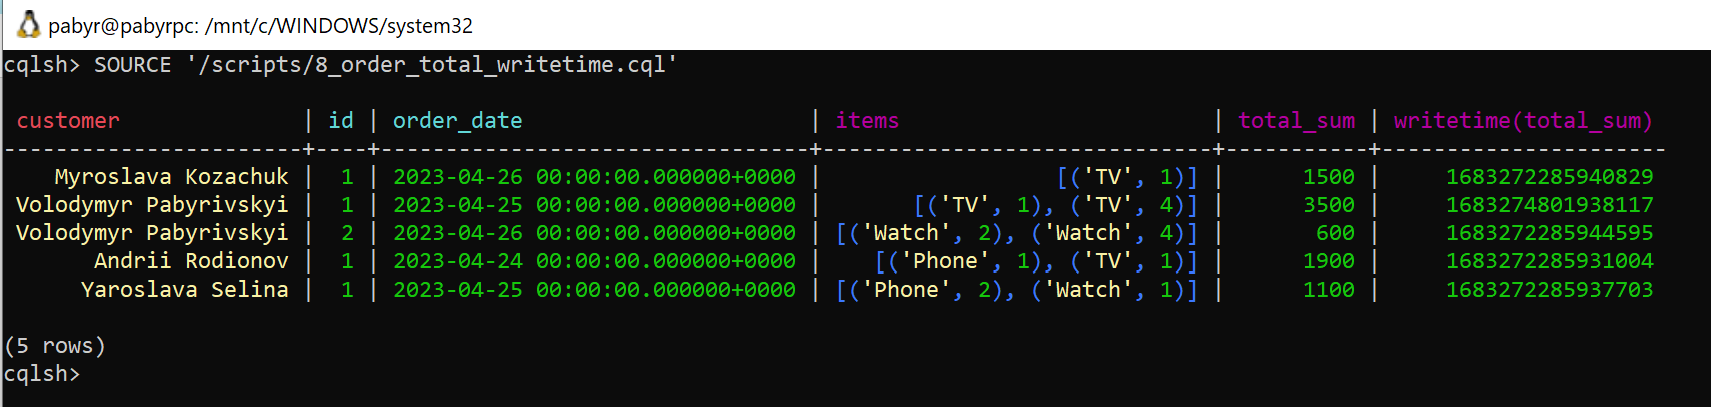 pabyr@pabyrpc: /mnt/c/WINDOWS/system32
cqlsh> SOURCE '/scripts/8_order_total_writetime.cql'
 customer              | id | order_date                      | items                        | total_sum | writetime(total_sum)
-----------------------+----+---------------------------------+------------------------------+-----------+----------------------
    Myroslava Kozachuk | 1 | 2023-04-26 00:00:00.000000+0000 |                [('TV', 1)] |      1500 |     1683272285940829
 Volodymyr Pabyrivskyi | 1 | 2023-04-25 00:00:00.000000+0000 |     [('TV', 1), ('TV', 4)] |      3500 |     1683274801938117
 Volodymyr Pabyrivskyi | 2 | 2023-04-26 00:00:00.000000+0000 | [('Watch', 2), ('Watch', 4)] |       600 |     1683272285944595
       Andrii Rodionov | 1 | 2023-04-24 00:00:00.000000+0000 |  [('Phone', 1), ('TV', 1)] |      1900 |     1683272285931004
      Yaroslava Selina | 1 | 2023-04-25 00:00:00.000000+0000 | [('Phone', 2), ('Watch', 1)] |      1100 |     1683272285937703
(5 rows)
cqlsh>